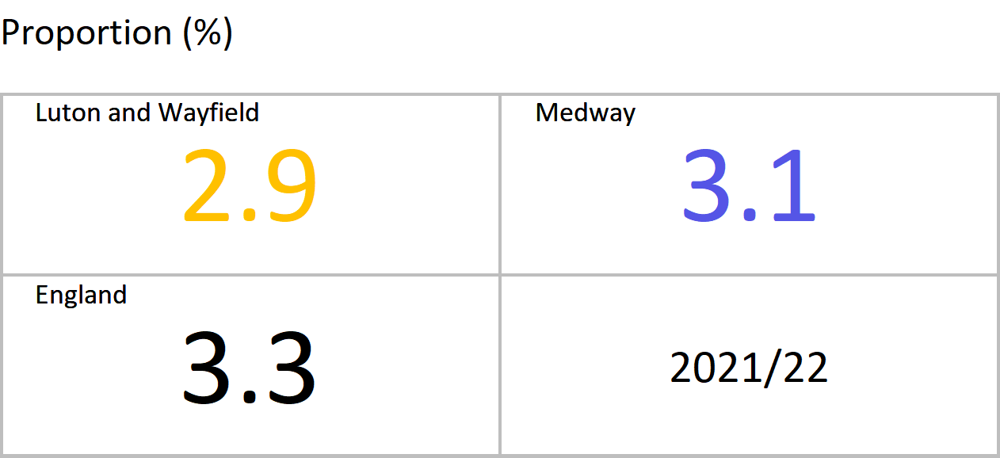 Proportion (%)
Luton and Wayfield
2.9
Medway
3.1
England
3.3
2021/22